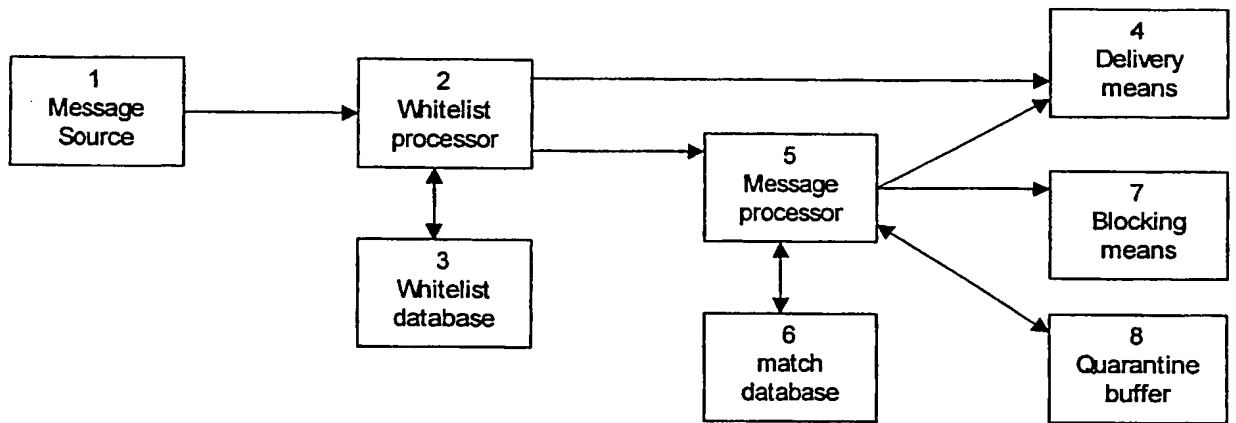 1
Message
Source
2
Whitelist
processor
3
Whitelist
database
4
Delivery
means
5
Message
processor
6
match
database
7
Blocking
means
8
Quarantine
buffer